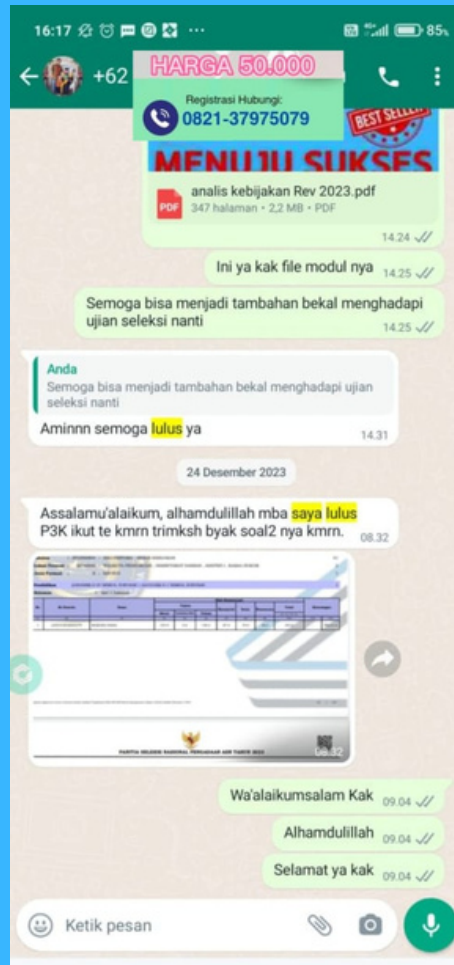 16:17
85%
+62
HARGA 50.000
Registrasi Hubungi:
0821-37975079
BEST SELLER
MENUJU SUKSES
analis kebijakan Rev 2023.pdf
PDF
347 halaman • 2,2 MB • PDF
14.24
Ini ya kak file modul nya 14.25
Semoga bisa menjadi tambahan bekal menghadapi
ujian seleksi nanti
14.25
Anda
Semoga bisa menjadi tambahan bekal menghadapi ujian
seleksi nanti
Aminnn semoga lulus ya
14.31
24 Desember 2023
Assalamu'alaikum, alhamdulillah mba saya lulus
P3K ikut te kmrn trimksh byak soal2 nya kmrn. 08.32
08.32
Wa'alaikumsalam Kak 09.04
Alhamdulillah 09.04
Selamat ya kak 09.04
Ketik pesan